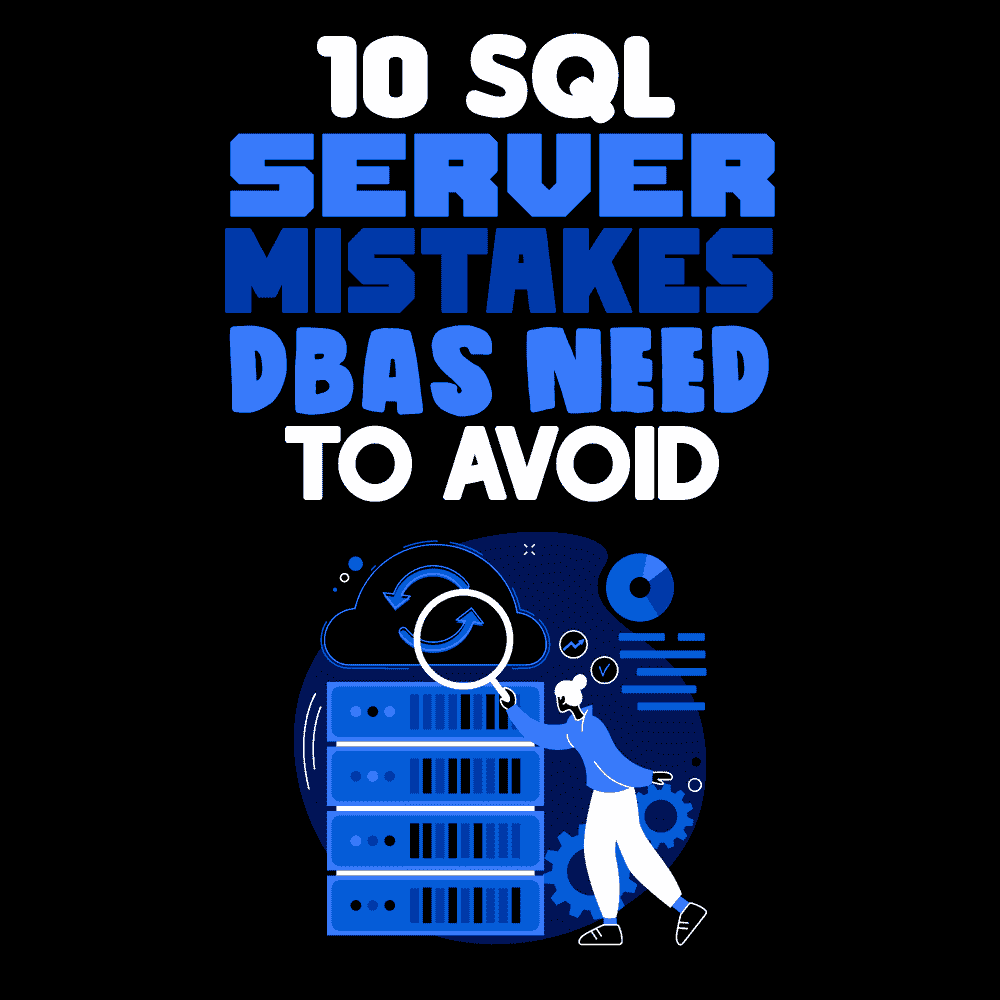 10 SQL
SERVER
MISTAKES
DBAS NEED
TO AVOID